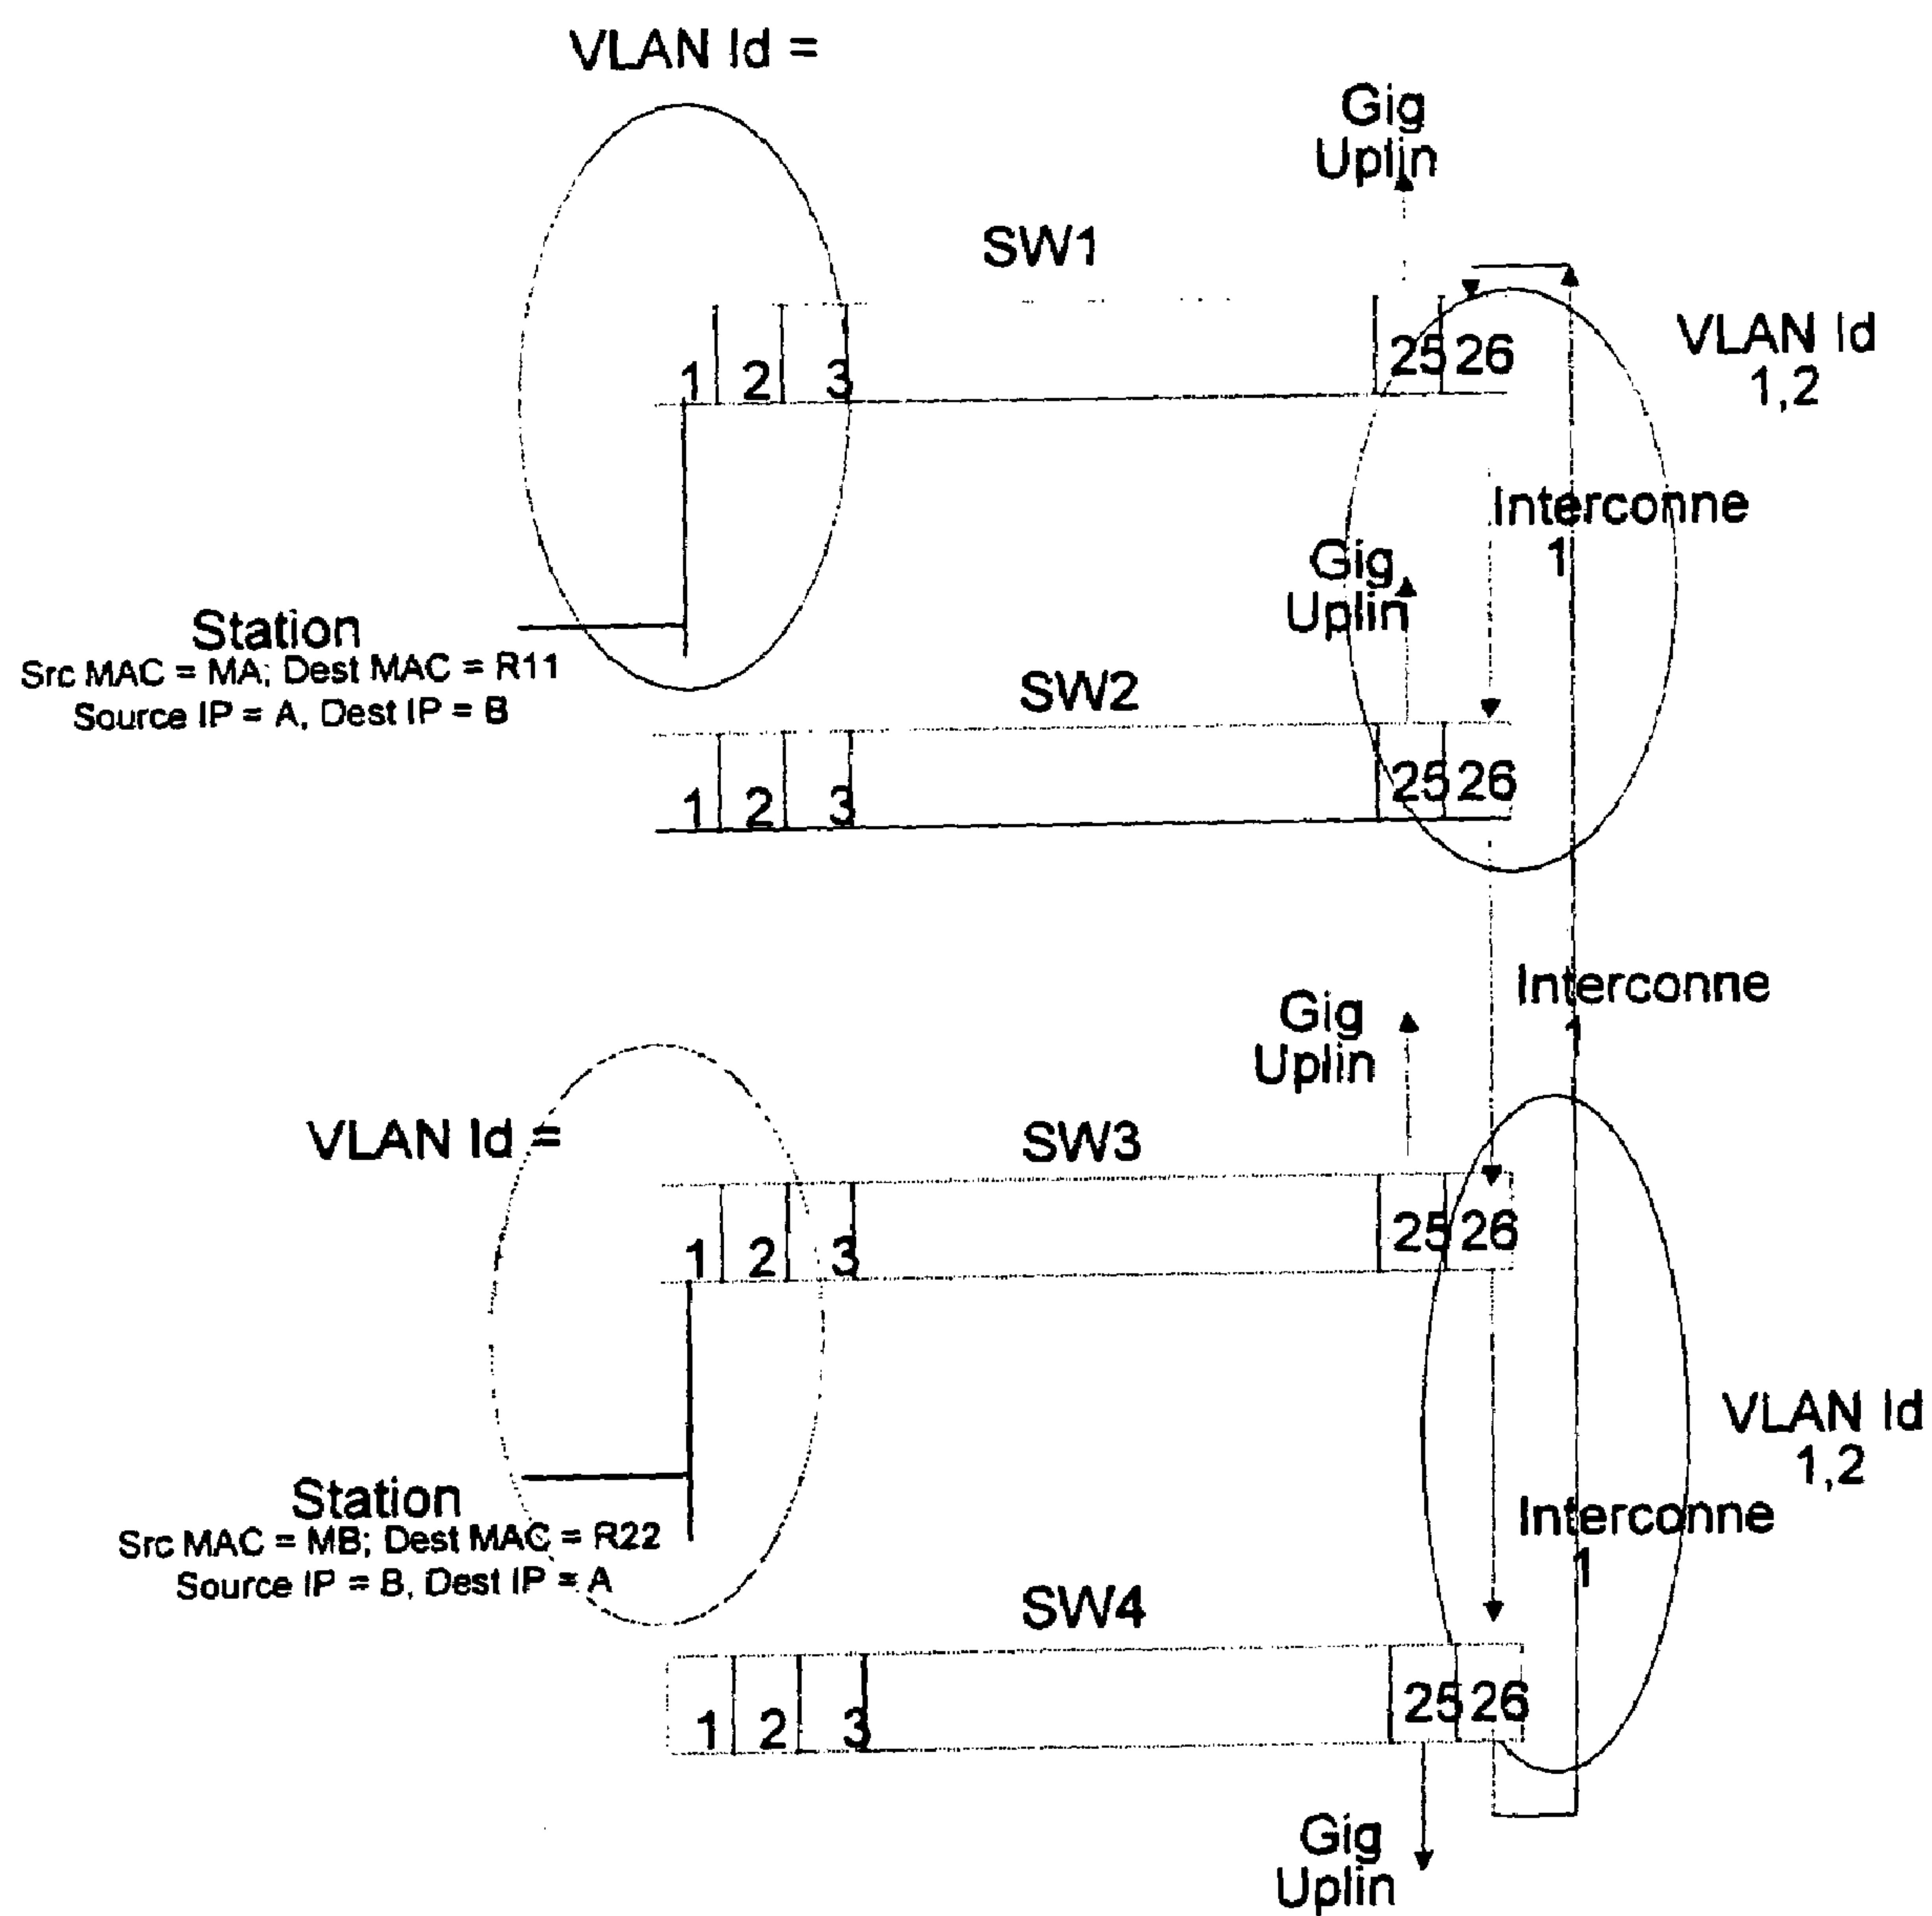 VLAN Id =
Gig
Uplin
SW1
1 2 3 25 26
VLAN Id
1,2
Interconne
1
Gig
Uplin
Station
Src MAC = MA; Dest MAC = R11
Source IP = A, Dest IP = B
SW2
1 2 3 25 26
Interconne
1
Gig
Uplin
VLAN Id =
SW3
1 2 3 25 26
VLAN Id
1,2
Station
Src MAC = MB; Dest MAC = R22
Source IP = B, Dest IP = A
Interconne
1
SW4
1 2 3 25 26
Gig
Uplin